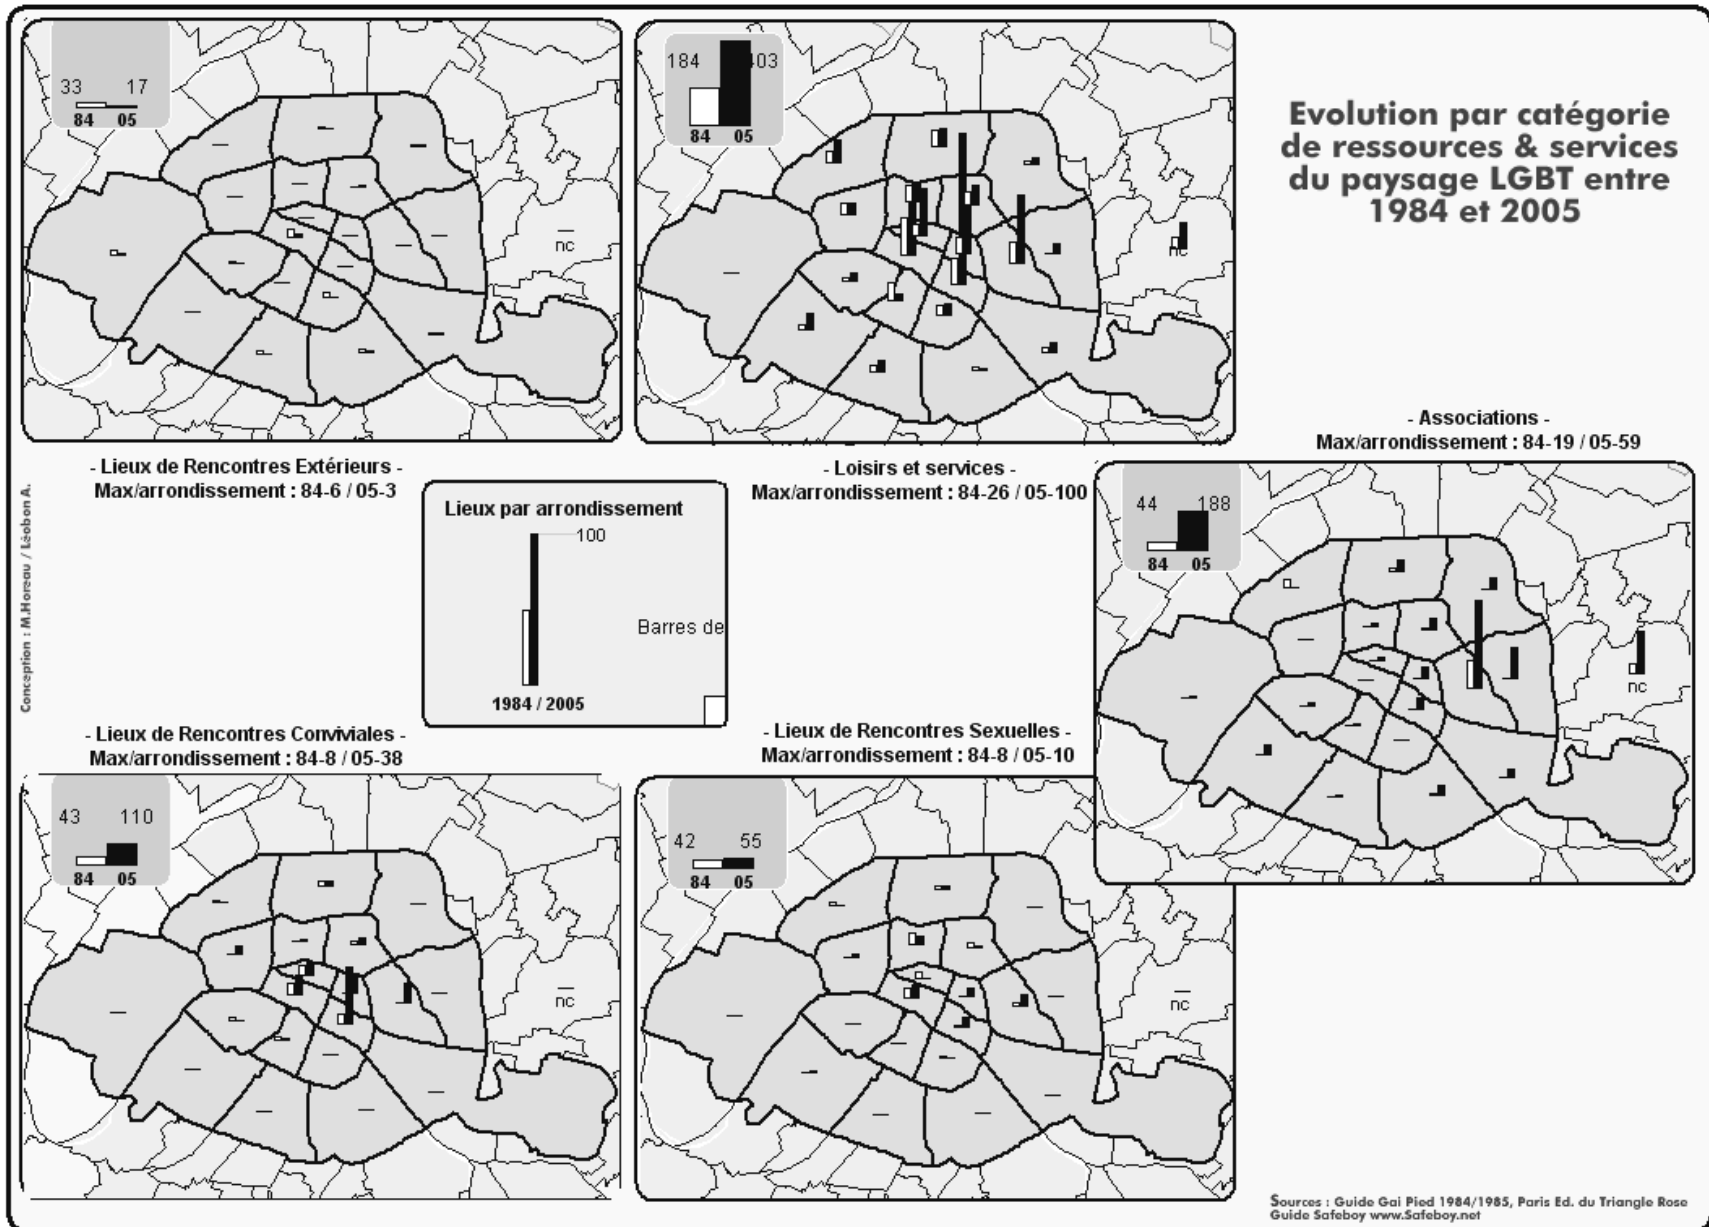 Evolution par catégorie
de ressources & services
du paysage LGBT entre
1984 et 2005
33 17
84 05
nc
- Lieux de Rencontres Extérieurs -
Max/arrondissement : 84-6 / 05-3
184 403
84 05
nc
- Loisirs et services -
Max/arrondissement : 84-26 / 05-100
- Associations -
Max/arrondissement : 84-19 / 05-59
44 188
84 05
nc
Lieux par arrondissement
100
Barres de
1984 / 2005
Conception : M.Horeau / Léobon A.
- Lieux de Rencontres Conviviales -
Max/arrondissement : 84-8 / 05-38
43 110
84 05
nc
- Lieux de Rencontres Sexuelles -
Max/arrondissement : 84-8 / 05-10
42 55
84 05
nc
Sources : Guide Gai Pied 1984/1985, Paris Ed. du Triangle Rose
Guide Safeboy www.Safeboy.net